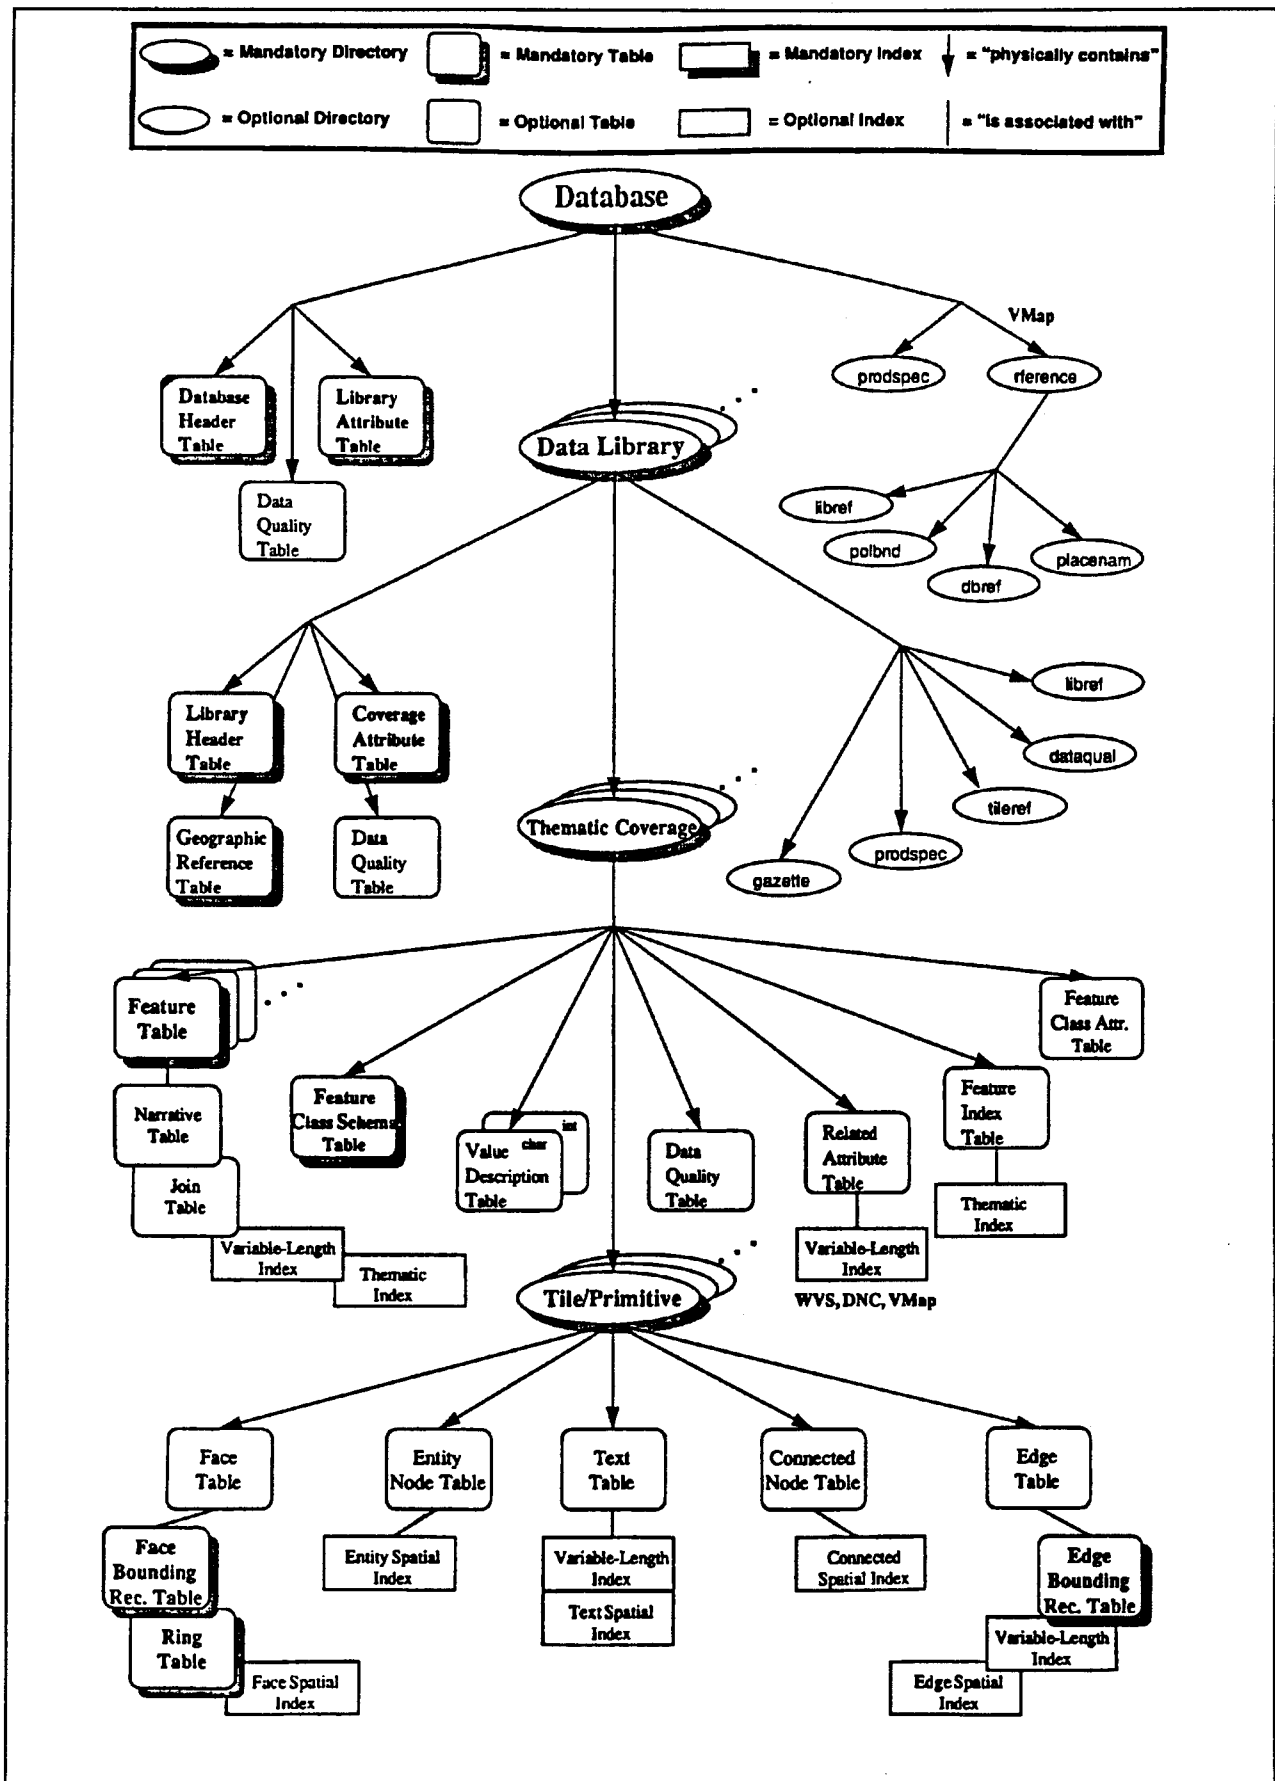 = Mandatory Directory
= Mandatory Table
= Mandatory Index
= "physically contains"
= Optional Directory
= Optional Table
= Optional Index
= "is associated with"
Database
VMap
prodspec
rference
Database
Header
Table
Library
Attribute
Table
Data Library
Data
Quality
Table
libref
polbnd
placenam
dbref
libref
Library
Header
Table
Coverage
Attribute
Table
dataqual
tileref
Thematic Coverage
Geographic
Reference
Table
Data
Quality
Table
prodspec
gazette
Feature
Table
Feature
Class Attr.
Table
Feature
Class Schema
Table
Feature
Index
Table
Narrative
Table
int
char
Value
Description
Table
Data
Quality
Table
Related
Attribute
Table
Join
Table
Thematic
Index
Variable-Length
Index
Thematic
Index
Variable-Length
Index
WVS, DNC, VMap
Tile/Primitive
Face
Table
Entity
Node Table
Text
Table
Connected
Node Table
Edge
Table
Face
Bounding
Rec. Table
Entity Spatial
Index
Variable-Length
Index
Text Spatial
Index
Connected
Spatial Index
Edge
Bounding
Rec. Table
Ring
Table
Variable-Length
Index
Face Spatial
Index
Edge Spatial
Index